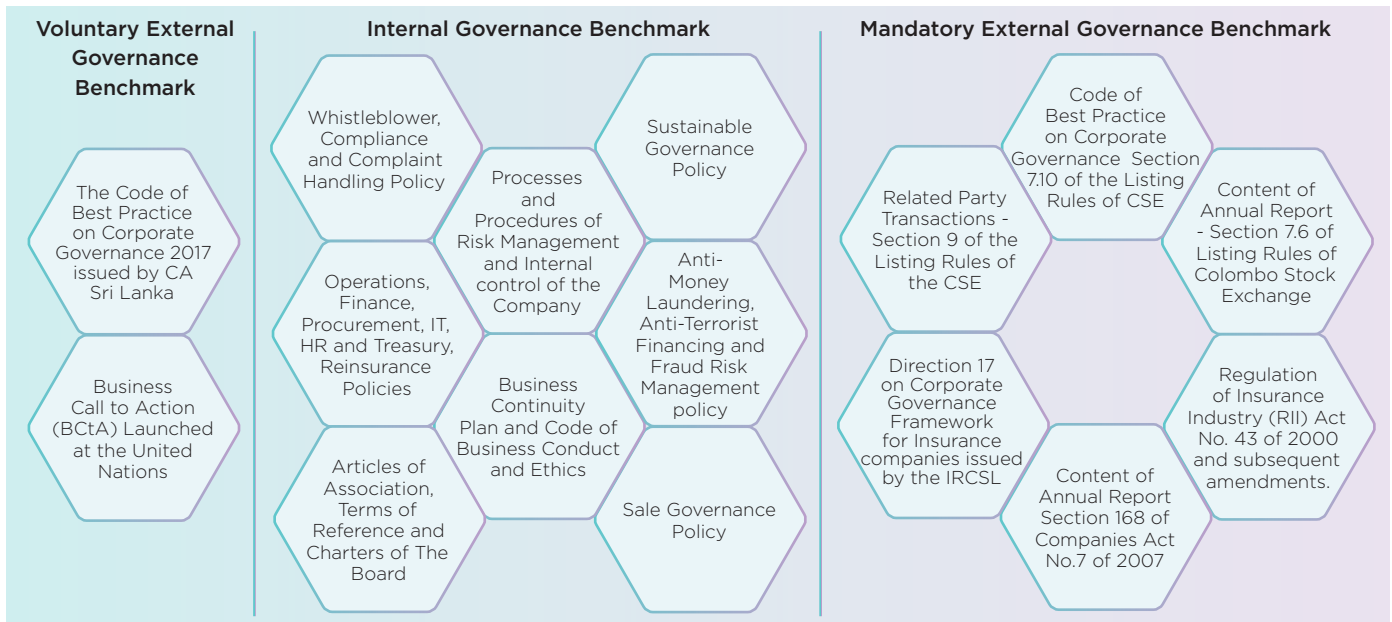 Voluntary External
Governance
Benchmark
The Code of
Best Practice
on Corporate
Governance 2017
issued by CA
Sri Lanka
Business
Call to Action
(BCtA) Launched
at the United
Nations
Internal Governance Benchmark
Whistleblower,
Compliance
and Complaint
Handling Policy
Operations,
Finance,
Procurement, IT,
HR and Treasury,
Reinsurance
Policies
Articles of
Association,
Terms of
Reference and
Charters of The
Board
Processes
and
Procedures of
Risk Management
and Internal
control of the
Company
Business
Continuity
Plan and Code of
Business Conduct
and Ethics
Sustainable
Governance
Policy
Anti-
Money
Laundering,
Anti-Terrorist
Financing and
Fraud Risk
Management
policy
Sale Governance
Policy
Mandatory External Governance Benchmark
Related Party
Transactions -
Section 9 of the
Listing Rules of
the CSE
Direction 17
on Corporate
Governance
Framework
for Insurance
companies issued
by the IRCSL
Code of
Best Practice
on Corporate
Governance Section
7.10 of the Listing
Rules of CSE
Content of
Annual Report
Section 168 of
Companies Act
No.7 of 2007
Content of
Annual Report
- Section 7.6 of
Listing Rules of
Colombo Stock
Exchange
Regulation
of Insurance
Industry (RII) Act
No. 43 of 2000
and subsequent
amendments.